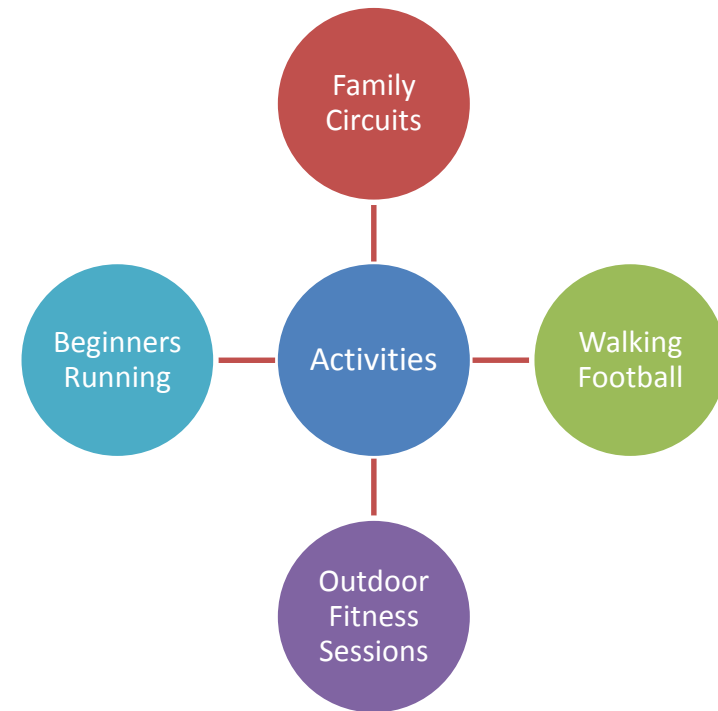 Family
Circuits
Beginners
Running
Activities
Walking
Football
Outdoor
Fitness
Sessions